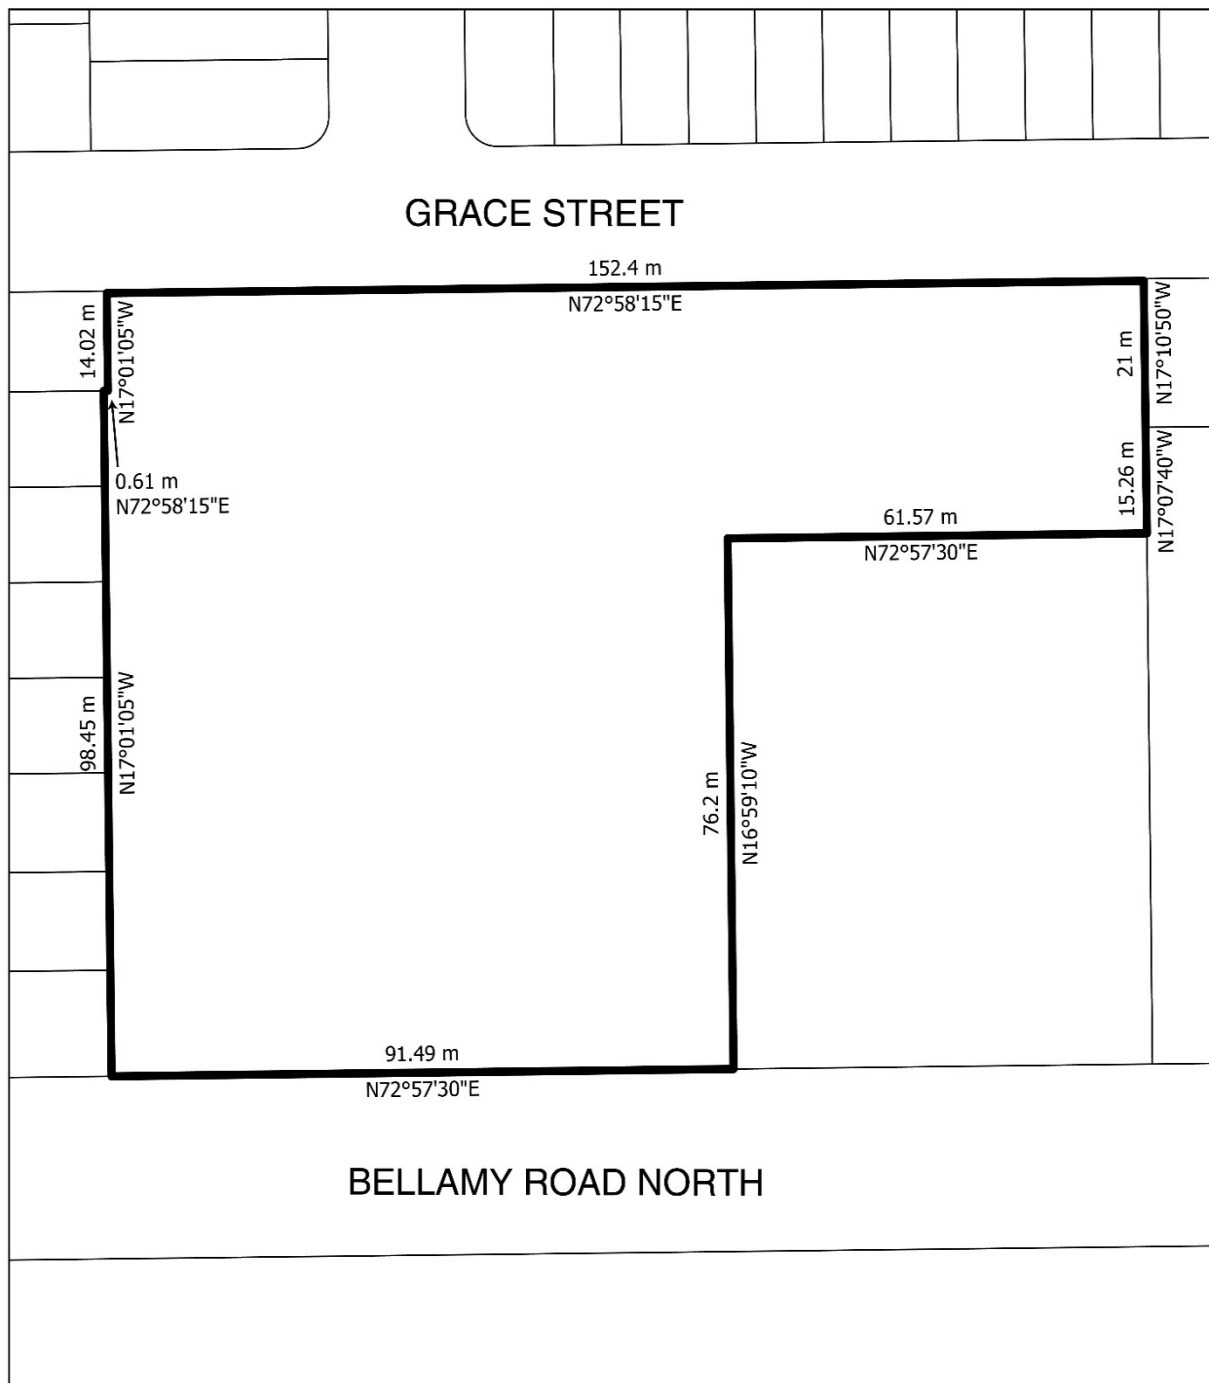 GRACE STREET
152.4 m
N72°58'15"E
14.02 m
N17°01'05"W
21 m
N17°10'50"W
0.61 m
N72°58'15"E
15.26 m
N17°07'40"W
61.57 m
N72°57'30"E
98.45 m
N17°01'05"W
76.2 m
N16°59'10"W
91.49 m
N72°57'30"E
BELLAMY ROAD NORTH